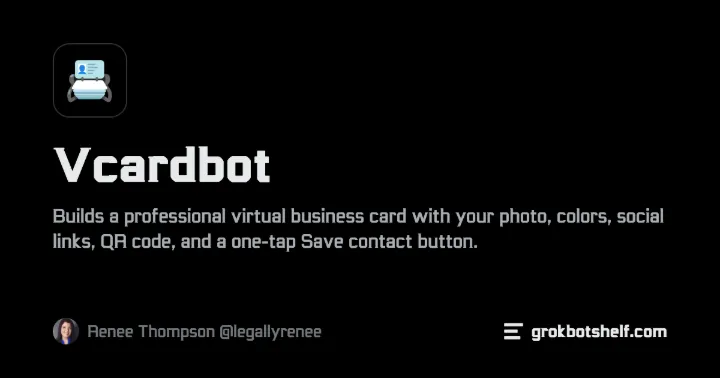 Vcardbot
Builds a professional virtual business card with your photo, colors, social
links, QR code, and a one-tap Save contact button.
Renee Thompson @legallyrenee
grokbotshelf.com